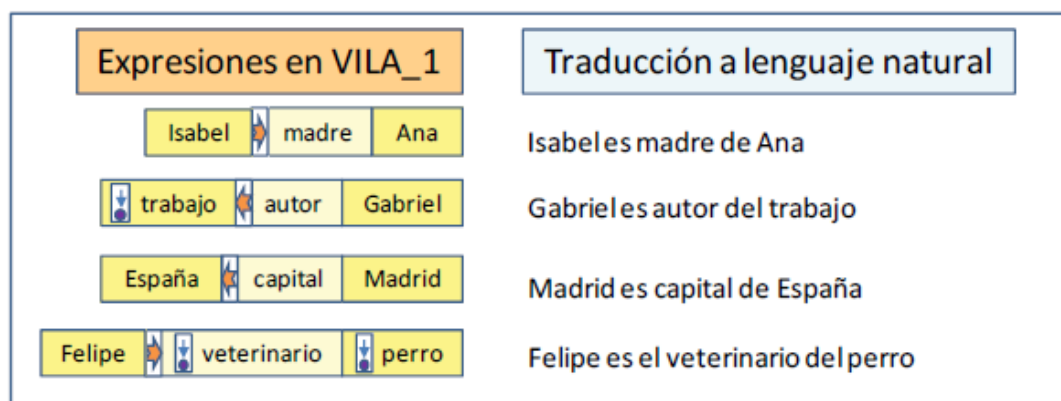 Expresiones en VILA_1 Traducción a lenguaje natural
Isabel madre Ana Isabel es madre de Ana
trabajo autor Gabriel Gabriel es autor del trabajo
España capital Madrid Madrid es capital de España
Felipe veterinario perro Felipe es el veterinario del perro